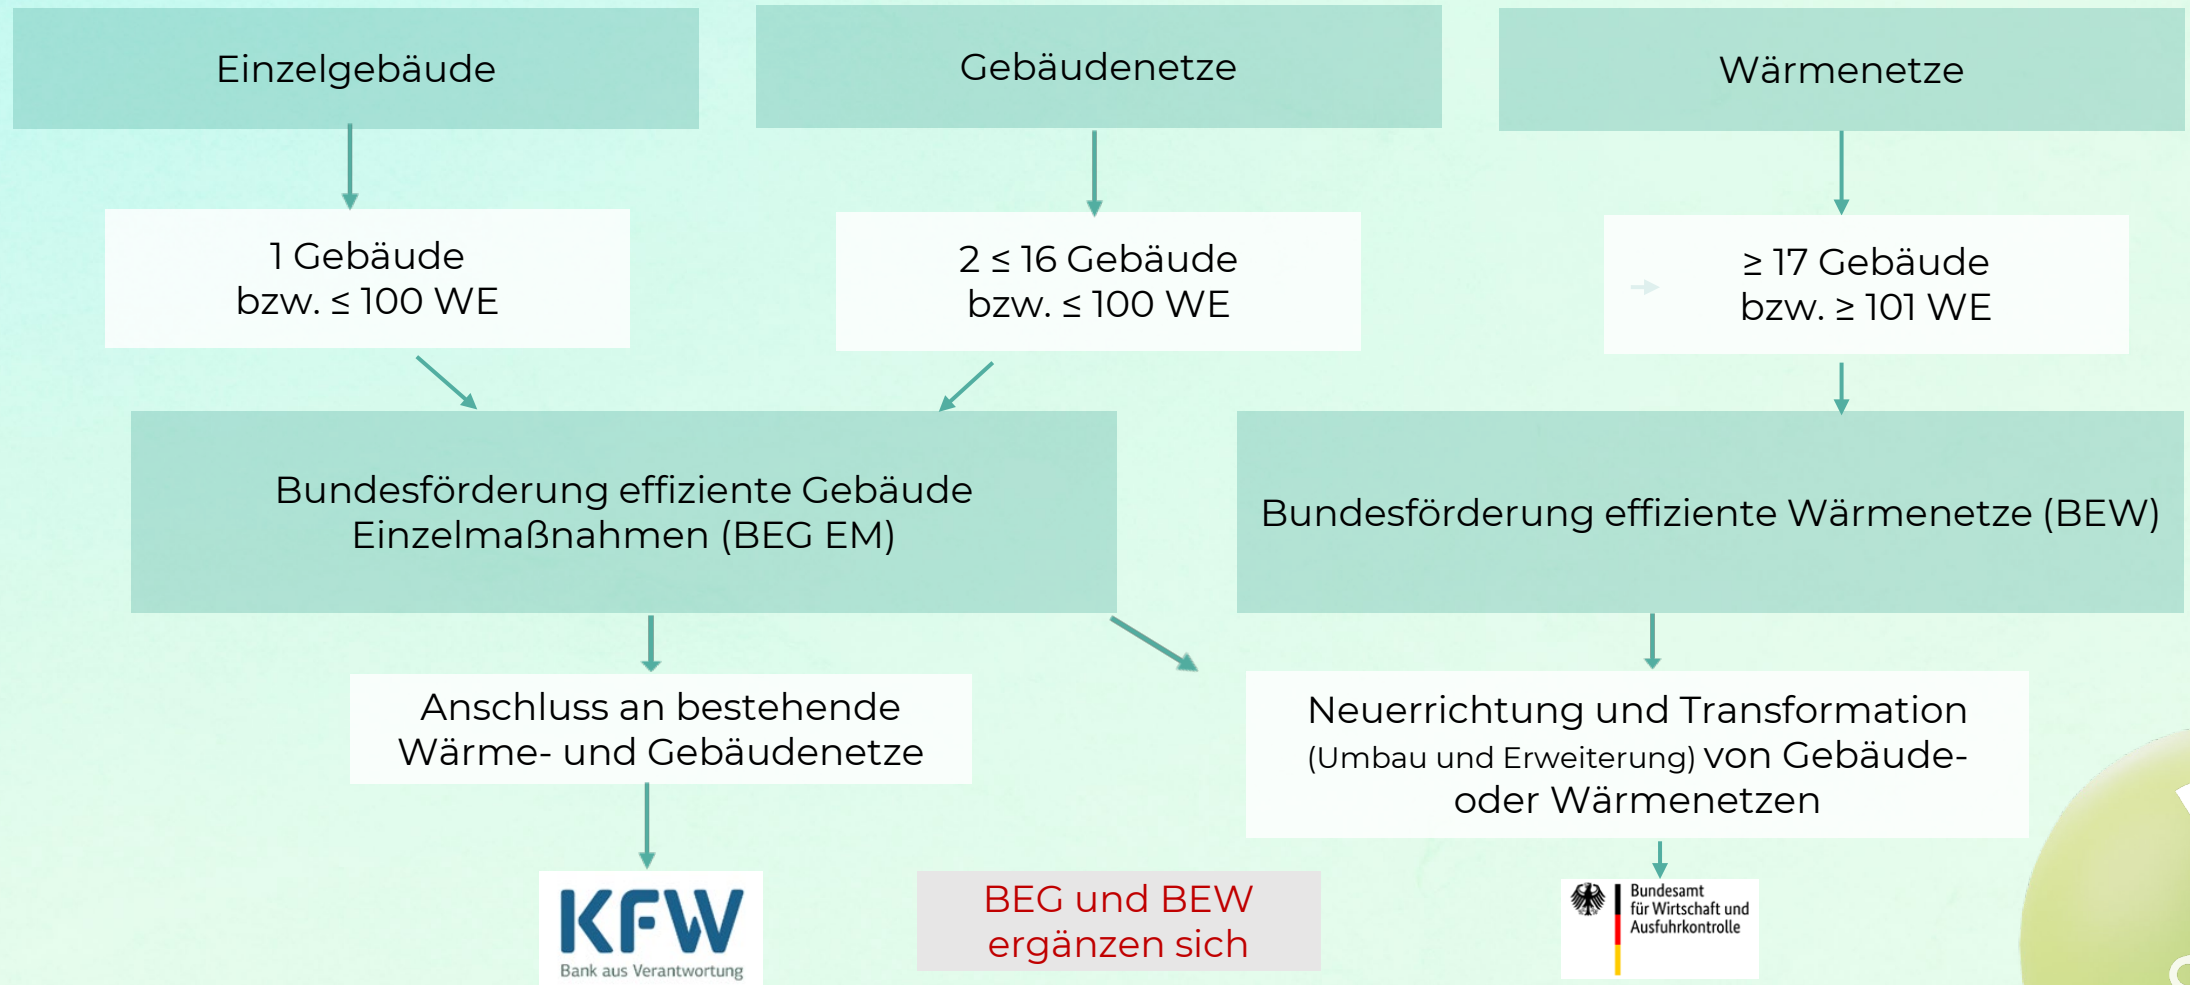 Einzelgebäude
Gebäudenetze
Wärmenetze
1 Gebäude
bzw. ≤ 100 WE
2 ≤ 16 Gebäude
bzw. ≤ 100 WE
≥ 17 Gebäude
bzw. ≥ 101 WE
Bundesförderung effiziente Gebäude
Einzelmaßnahmen (BEG EM)
Bundesförderung effiziente Wärmenetze (BEW)
Anschluss an bestehende
Wärme- und Gebäudenetze
Neuerrichtung und Transformation
(Umbau und Erweiterung) von Gebäude-
oder Wärmenetzen
KFW
Bank aus Verantwortung
BEG und BEW
ergänzen sich
Bundesamt
für Wirtschaft und
Ausfuhrkontrolle